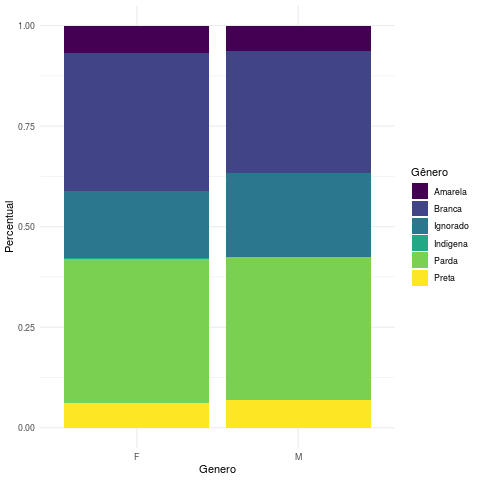 1.00
0.75
0.50
0.25
0.00
Percentual
F
M
Genero
Gênero
Amarela
Branca
Ignorado
Indigena
Parda
Preta